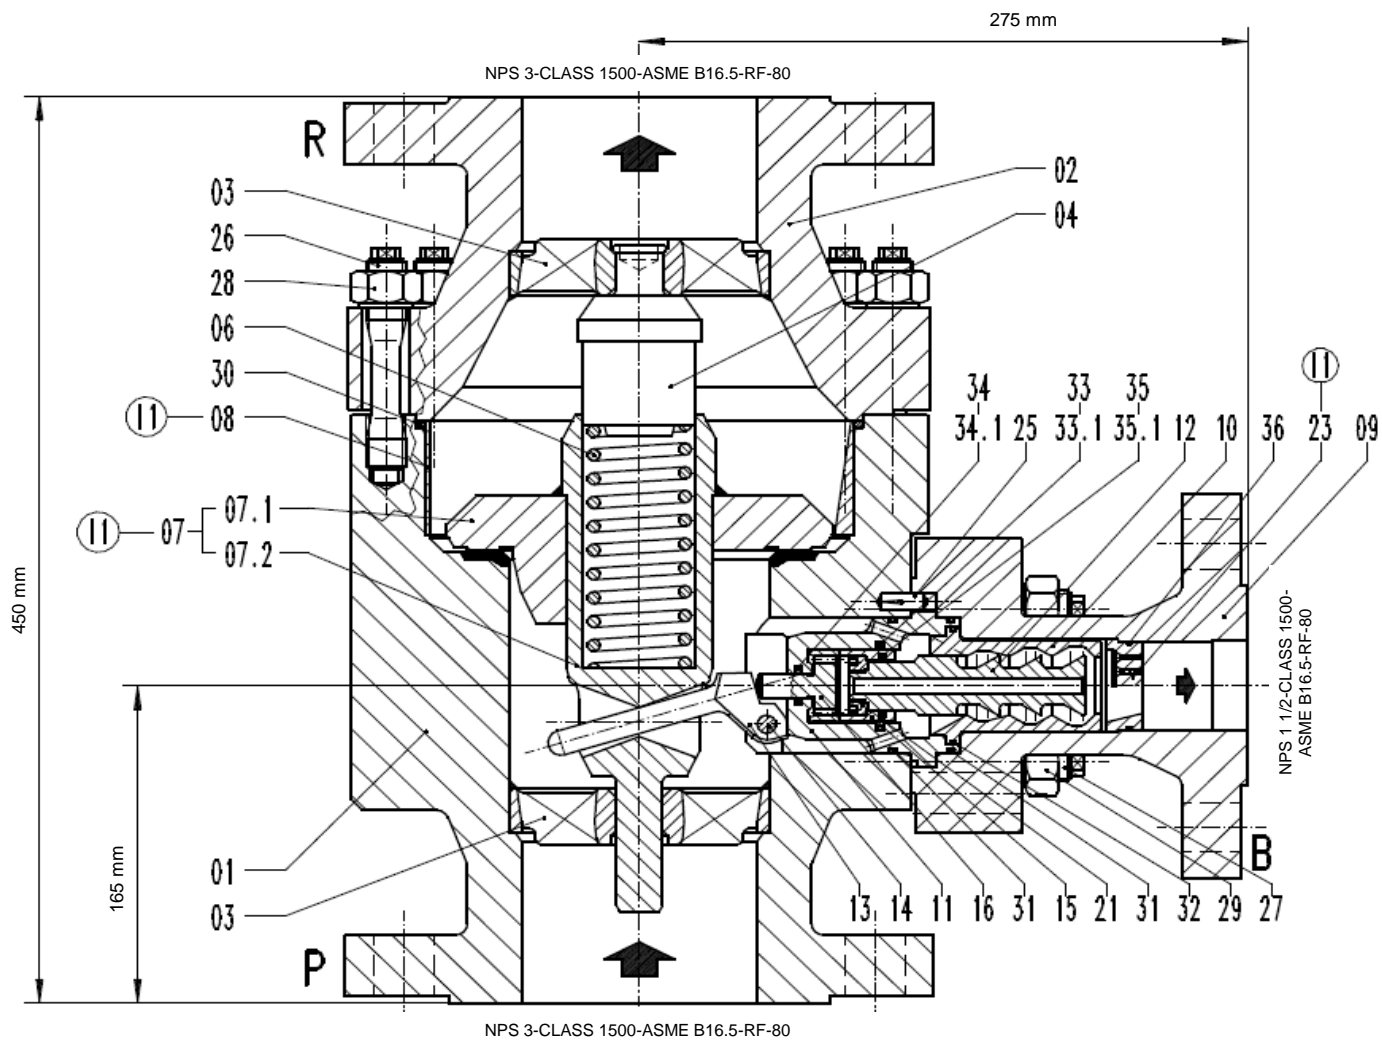 275 mm
NPS 3-CLASS 1500-ASME B16.5-RF-80
R
03
26
28
06
30
11 08
11 07 07.1
07.2
450 mm
165 mm
01
03
P
NPS 3-CLASS 1500-ASME B16.5-RF-80
02
04
11
34 33 35
34.1 25 33.1 35.1 12 10 36 23 09
NPS 1 1/2-CLASS 1500-
ASME B16.5-RF-80
B
13 14 11 16 31 15 21 31 32 29 27